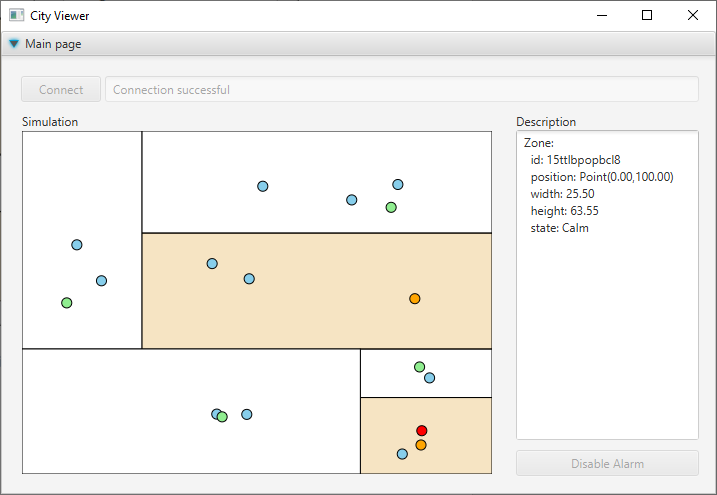 City Viewer
Main page
Connect
Connection successful
Simulation
Description
Zone:
id: 15ttlbpopbcl8
position: Point(0.00,100.00)
width: 25.50
height: 63.55
state: Calm
Disable Alarm